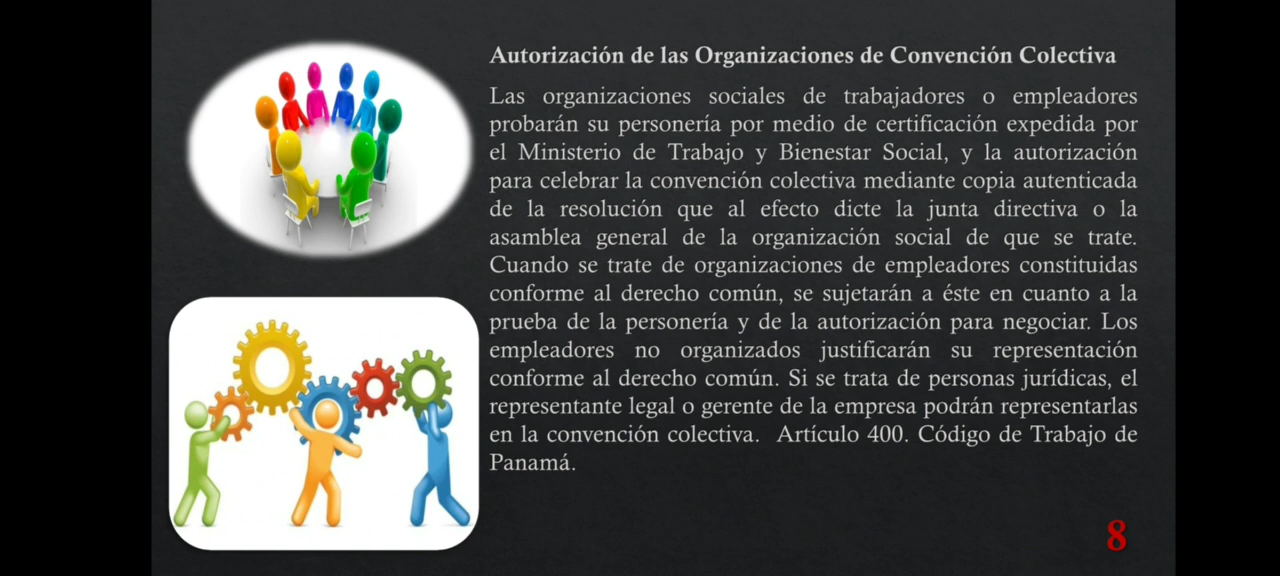 Autorización de las Organizaciones de Convención Colectiva
Las organizaciones sociales de trabajadores o empleadores
probarán su personería por medio de certificación expedida por
el Ministerio de Trabajo y Bienestar Social, y la autorización
para celebrar la convención colectiva mediante copia autenticada
de la resolución que al efecto dicte la junta directiva o la
asamblea general de la organización social de que se trate.
Cuando se trate de organizaciones de empleadores constituidas
conforme al derecho común, se sujetarán a éste en cuanto a la
prueba de la personería y de la autorización para negociar. Los
empleadores no organizados justificarán su representación
conforme al derecho común. Si se trata de personas jurídicas, el
representante legal o gerente de la empresa podrán representarlas
en la convención colectiva. Artículo 400. Código de Trabajo de
Panamá.
8